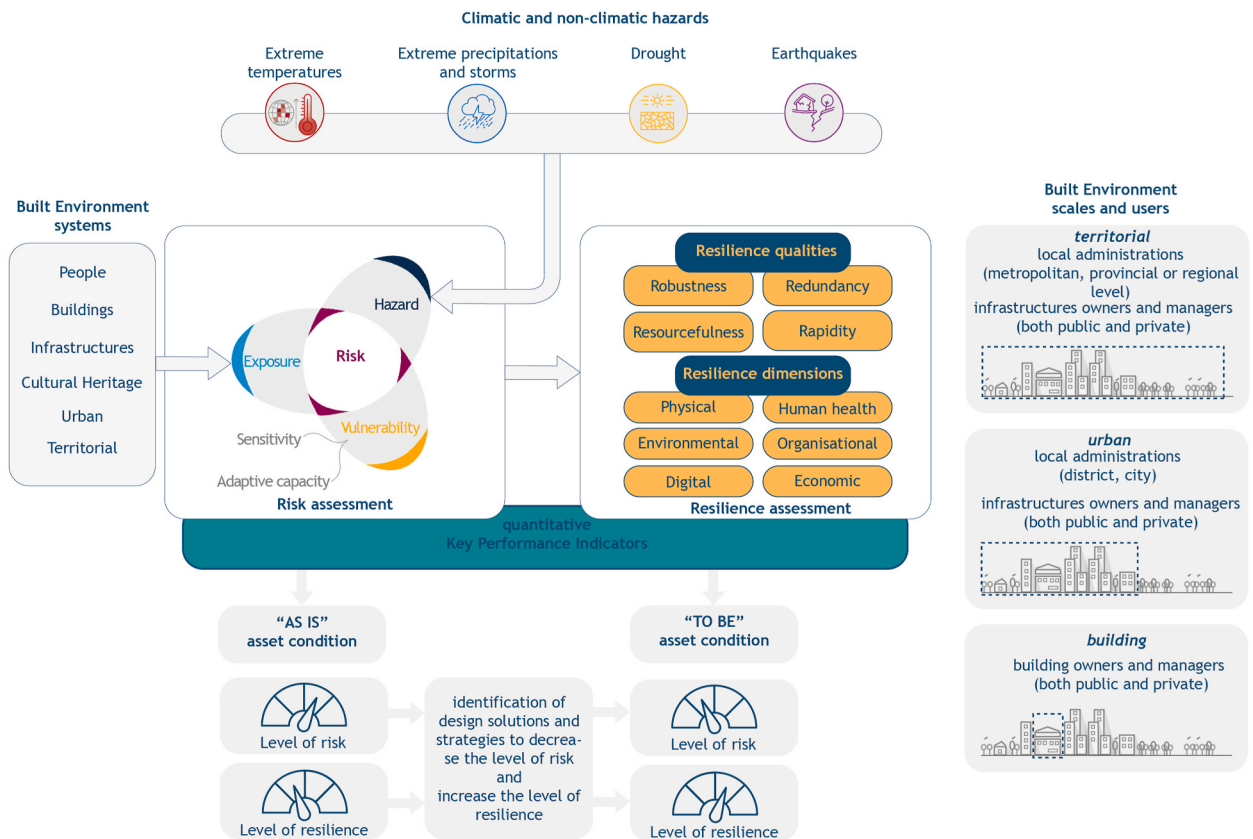 Climatic and non-climatic hazards
Extreme
temperatures
Extreme precipitations
and storms
Drought
Earthquakes
Built Environment
systems
People
Buildings
Infrastructures
Cultural Heritage
Urban
Territorial
Hazard
Exposure
Risk
Vulnerability
Sensitivity
Adaptive capacity
Risk assessment
Resilience qualities
Robustness
Redundancy
Resourcefulness
Rapidity
Resilience dimensions
Physical
Human health
Environmental
Organisational
Digital
Economic
Resilience assessment
quantitative
Key Performance Indicators
“AS IS”
asset condition
“TO BE”
asset condition
Level of risk
Level of resilience
identification of
design solutions and
strategies to decrea-
se the level of risk
and
increase the level of
resilience
Level of risk
Level of resilience
Built Environment
scales and users
territorial
local administrations
(metropolitan, provincial or regional
level)
infrastructures owners and managers
(both public and private)
urban
local administrations
(district, city)
infrastructures owners and managers
(both public and private)
building
building owners and managers
(both public and private)